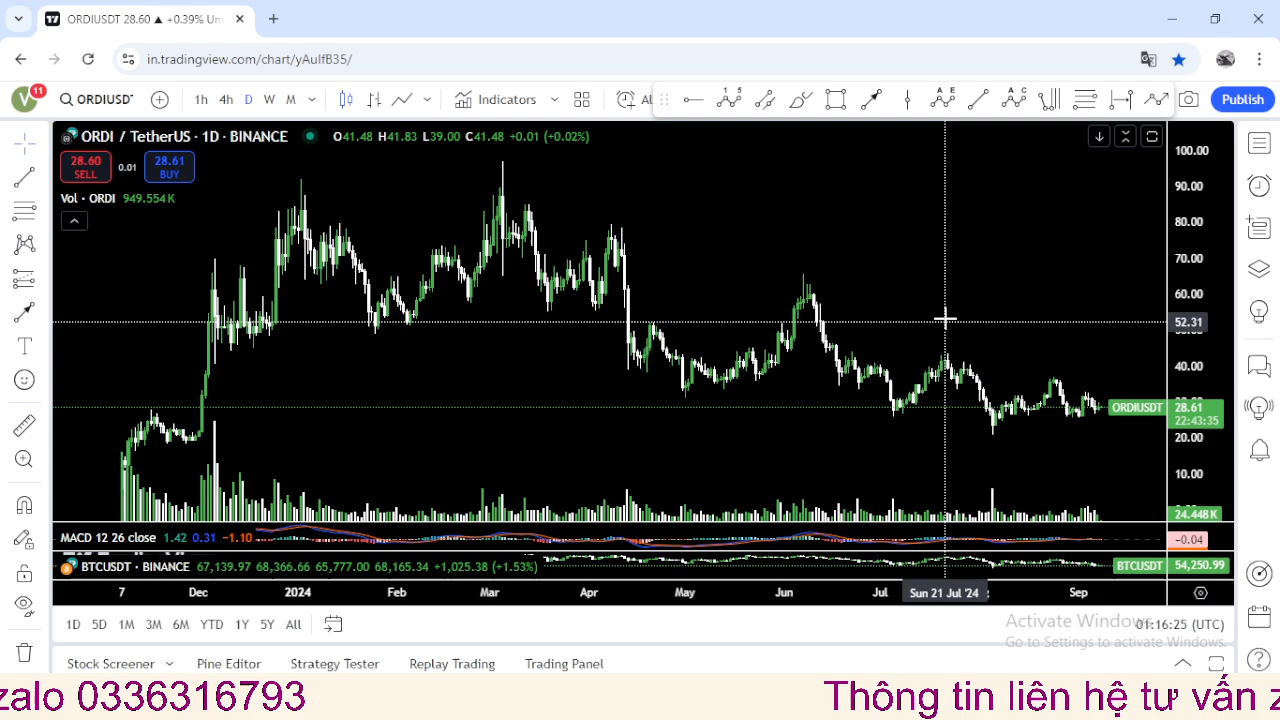 ORDIUSDT 28.60 ▲ +0.39% Un
in.tradingview.com/chart/yAulfB35/
V 11 ORDIUSDT 1h 4h D W M Indicators AL Publish
ORDI / TetherUS · 1D · BINANCE O41.48 H41.83 L39.00 C41.48 +0.01 (+0.02%)
28.60 SELL 0.01 28.61 BUY
Vol · ORDI 949.554K
100.00
90.00
80.00
70.00
60.00
52.31
40.00
ORDIUSDT 28.61
22:43:35
20.00
10.00
24.448K
MACD 12 26 close 1.42 0.31 −1.10 −0.04
BTCUSDT · BINANCE 67,139.77 68,366.66 65,777.00 68,165.34 +1,025.38 (+1.53%) BTCUSDT 54,250.99
7 Dec 2024 Feb Mar Apr May Jun Jul Sun 21 Jul '24 Sep
1D 5D 1M 3M 6M YTD 1Y 5Y All 01:16:25 (UTC)
Activate Windows
Go to Settings to activate Windows.
Stock Screener Pine Editor Strategy Tester Replay Trading Trading Panel
zalo 0336316793 Thông tin liên hệ tư vấn z